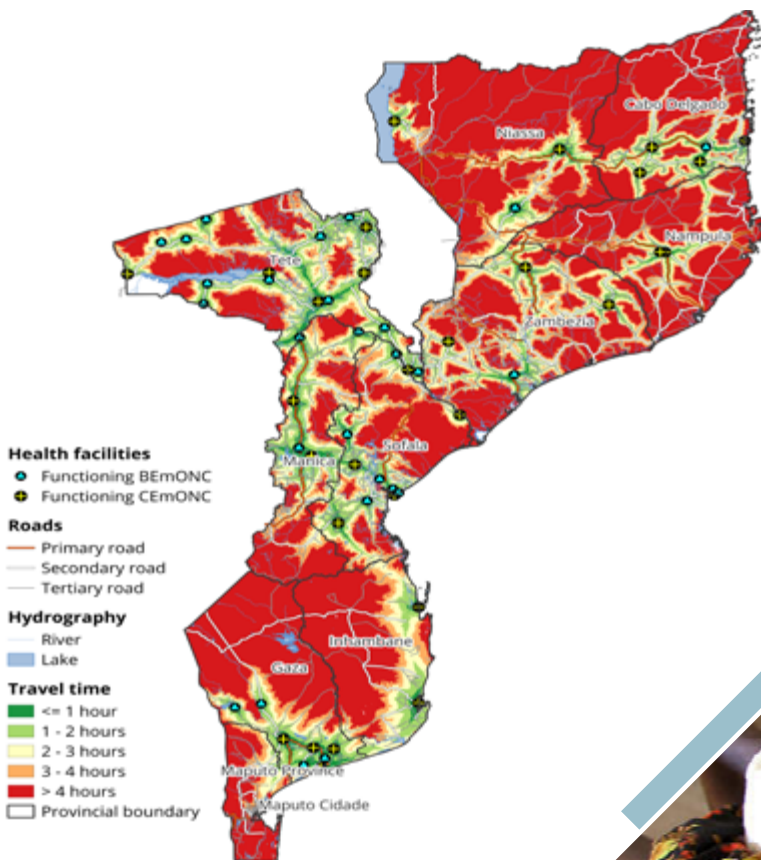 Cabo Delgado
Niassa
Nampula
Tete
Zambezia
Health facilities
Functioning BEmONC
Functioning CEmONC
Sofala
Manica
Roads
Primary road
Secondary road
Tertiary road
Hydrography
River
Lake
Inhambane
Gaza
Travel time
<= 1 hour
1 - 2 hours
2 - 3 hours
3 - 4 hours
> 4 hours
Provincial boundary
Maputo Province
Maputo Cidade